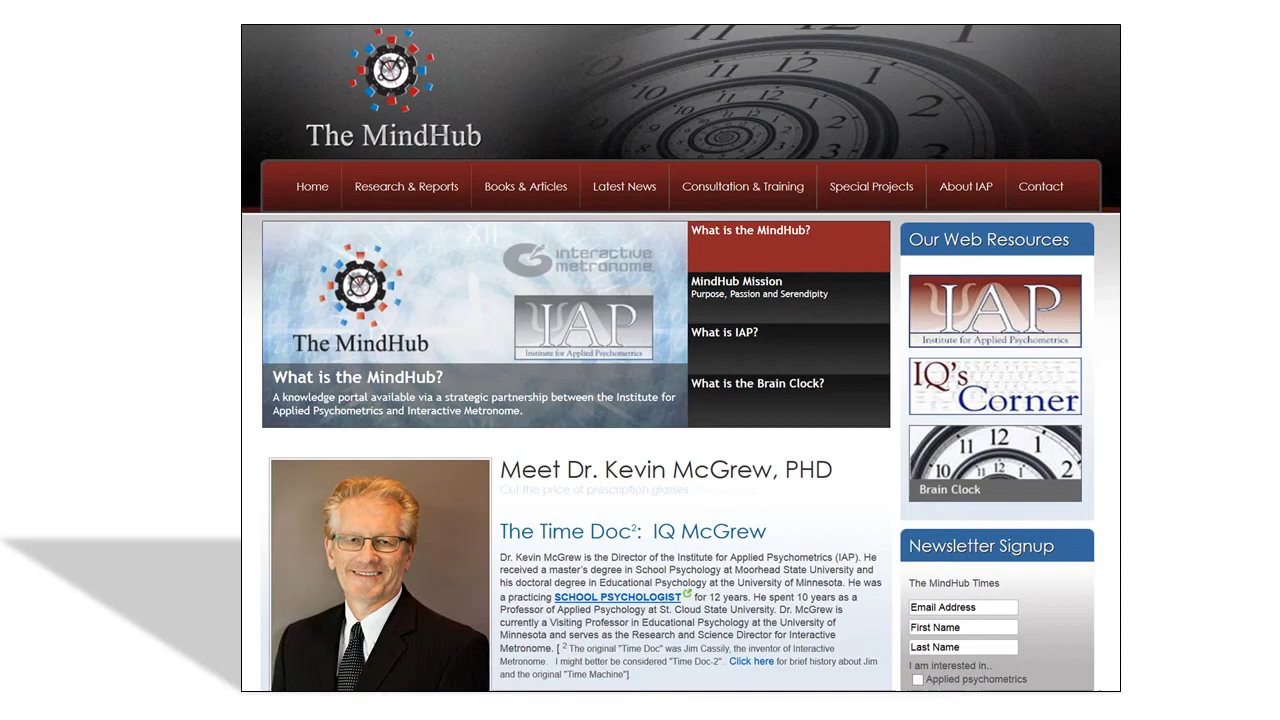 The MindHub
Home
Research & Reports
Books & Articles
Latest News
Consultation & Training
Special Projects
About IAP
Contact
interactive
metronome
IAP
Institute for Applied Psychometrics
The MindHub
What is the MindHub?
A knowledge portal available via a strategic partnership between the Institute for
Applied Psychometrics and Interactive Metronome.
What is the MindHub?
MindHub Mission
Purpose, Passion and Serendipity
What is IAP?
What is the Brain Clock?
Our Web Resources
IAP
Institute for Applied Psychometrics
IQ's
Corner
Brain Clock
Meet Dr. Kevin McGrew, PHD
Cut the price of prescription glasses
The Time Doc²: IQ McGrew
Dr. Kevin McGrew is the Director of the Institute for Applied Psychometrics (IAP). He
received a master's degree in School Psychology at Moorhead State University and
his doctoral degree in Educational Psychology at the University of Minnesota. He was
a practicing SCHOOL PSYCHOLOGIST for 12 years. He spent 10 years as a
Professor of Applied Psychology at St. Cloud State University. Dr. McGrew is
currently a Visiting Professor in Educational Psychology at the University of
Minnesota and serves as the Research and Science Director for Interactive
Metronome. [ ² The original "Time Doc" was Jim Cassily, the inventor of Interactive
Metronome. I might better be considered "Time Doc-2". Click here for brief history about Jim
and the original "Time Machine"].
Newsletter Signup
The MindHub Times
Email Address
First Name
Last Name
I am interested in..
Applied psychometrics